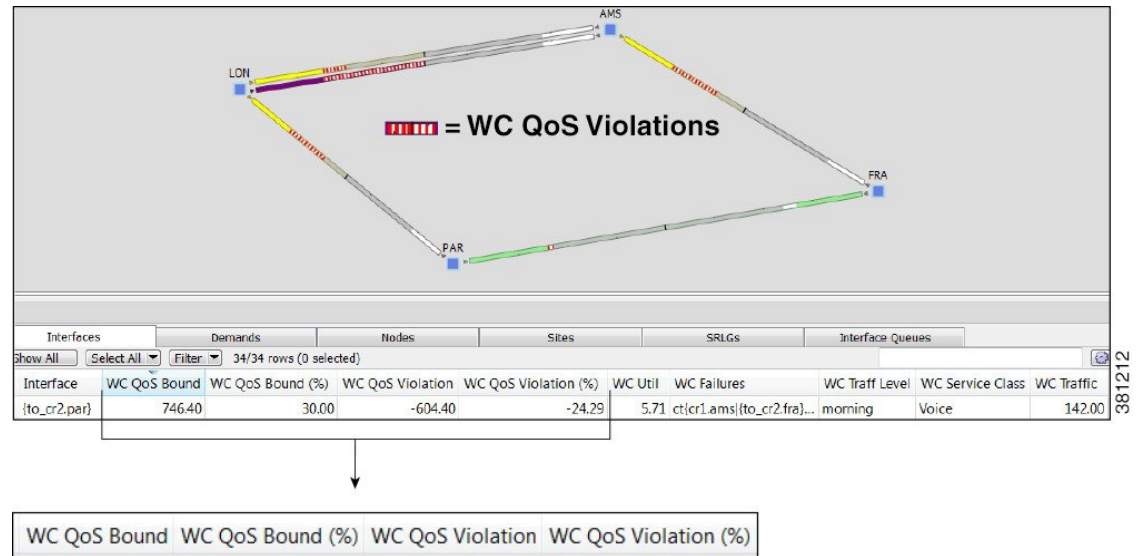 AMS
LON
= WC QoS Violations
FRA
PAR
Interfaces Demands Nodes Sites SRLGs Interface Queues
Show All Select All Filter 34/34 rows (0 selected)
Interface WC QoS Bound WC QoS Bound (%) WC QoS Violation WC QoS Violation (%) WC Util WC Failures WC Traff Level WC Service Class WC Traffic
{to_cr2.par} 746.40 30.00 -604.40 -24.29 5.71 ct{cr1.ams|{to_cr2.fra}... morning Voice 142.00
381212
WC QoS Bound WC QoS Bound (%) WC QoS Violation WC QoS Violation (%)